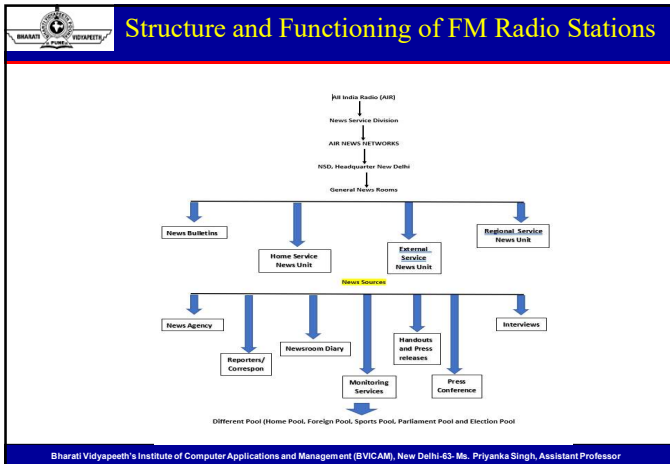 BHARATI VIDYAPEETH
PUNE
Structure and Functioning of FM Radio Stations
All India Radio (AIR)
News Service Division
AIR NEWS NETWORKS
NSD, Headquarter New Delhi
General News Rooms
News Bulletins
Home Service
News Unit
External
Service
News Unit
Regional Service
News Unit
News Sources
News Agency
Reporters/
Correspon
Newsroom Diary
Monitoring
Services
Handouts
and Press
releases
Press
Conference
Interviews
Different Pool (Home Pool, Foreign Pool, Sports Pool, Parliament Pool and Election Pool
Bharati Vidyapeeth's Institute of Computer Applications and Management (BVICAM), New Delhi-63- Ms. Priyanka Singh, Assistant Professor